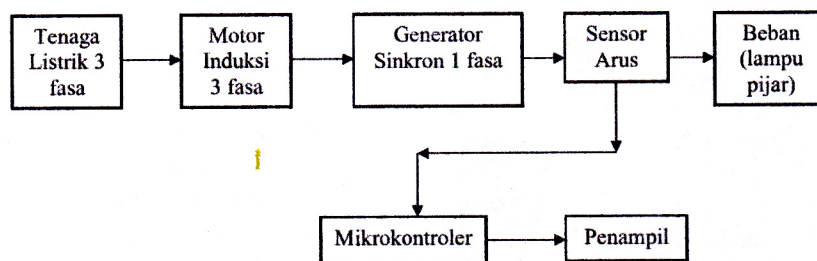 Tenaga
Listrik 3
fasa
Motor
Induksi
3 fasa
Generator
Sinkron 1 fasa
Sensor
Arus
Beban
(lampu
pijar)
Mikrokontroler
Penampil